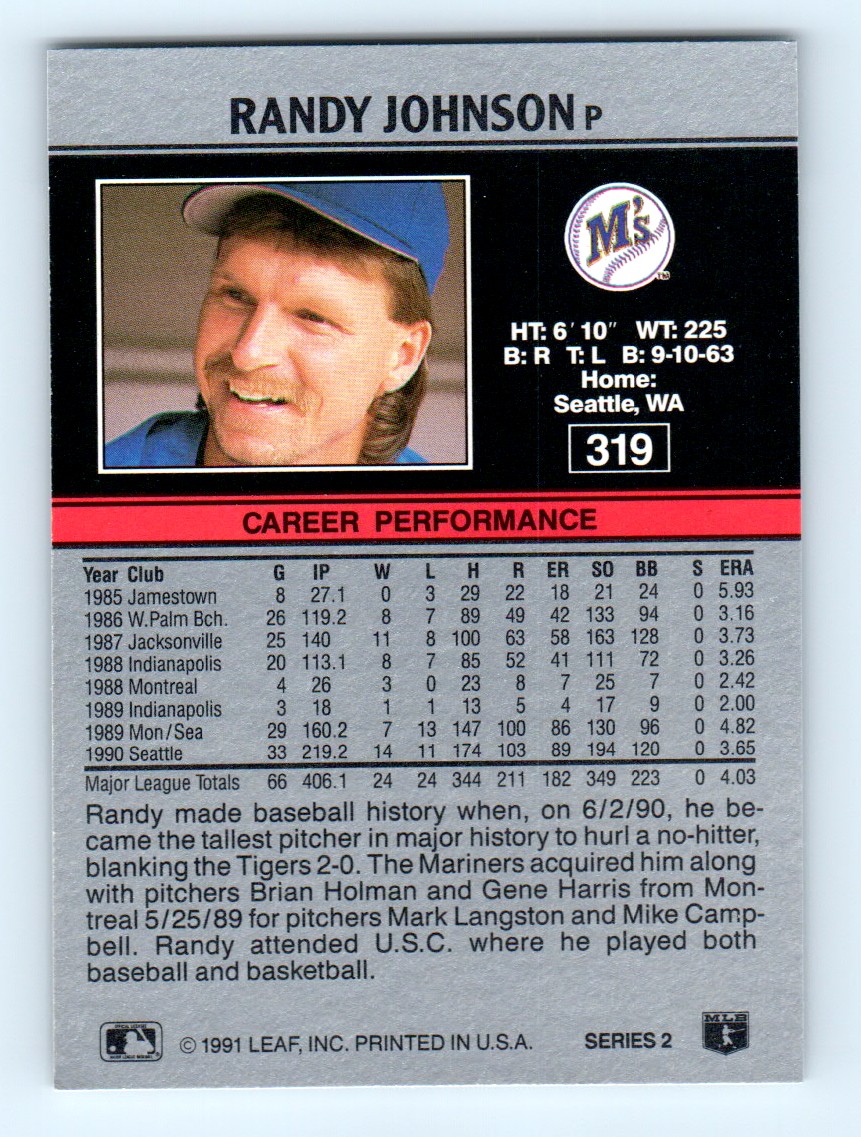 RANDY JOHNSON P
M's
TM
HT: 6' 10" WT: 225
B: R T: L B: 9-10-63
Home:
Seattle, WA
319
CAREER PERFORMANCE
Year Club G IP W L H R ER SO BB S ERA
1985 Jamestown 8 27.1 0 3 29 22 18 21 24 0 5.93
1986 W.Palm Bch. 26 119.2 8 7 89 49 42 133 94 0 3.16
1987 Jacksonville 25 140 11 8 100 63 58 163 128 0 3.73
1988 Indianapolis 20 113.1 8 7 85 52 41 111 72 0 3.26
1988 Montreal 4 26 3 0 23 8 7 25 7 0 2.42
1989 Indianapolis 3 18 1 1 13 5 4 17 9 0 2.00
1989 Mon/Sea 29 160.2 7 13 147 100 86 130 96 0 4.82
1990 Seattle 33 219.2 14 11 174 103 89 194 120 0 3.65
Major League Totals 66 406.1 24 24 344 211 182 349 223 0 4.03
Randy made baseball history when, on 6/2/90, he be-
came the tallest pitcher in major history to hurl a no-hitter,
blanking the Tigers 2-0. The Mariners acquired him along
with pitchers Brian Holman and Gene Harris from Mon-
treal 5/25/89 for pitchers Mark Langston and Mike Camp-
bell. Randy attended U.S.C. where he played both
baseball and basketball.
© 1991 LEAF, INC. PRINTED IN U.S.A. SERIES 2
MLB